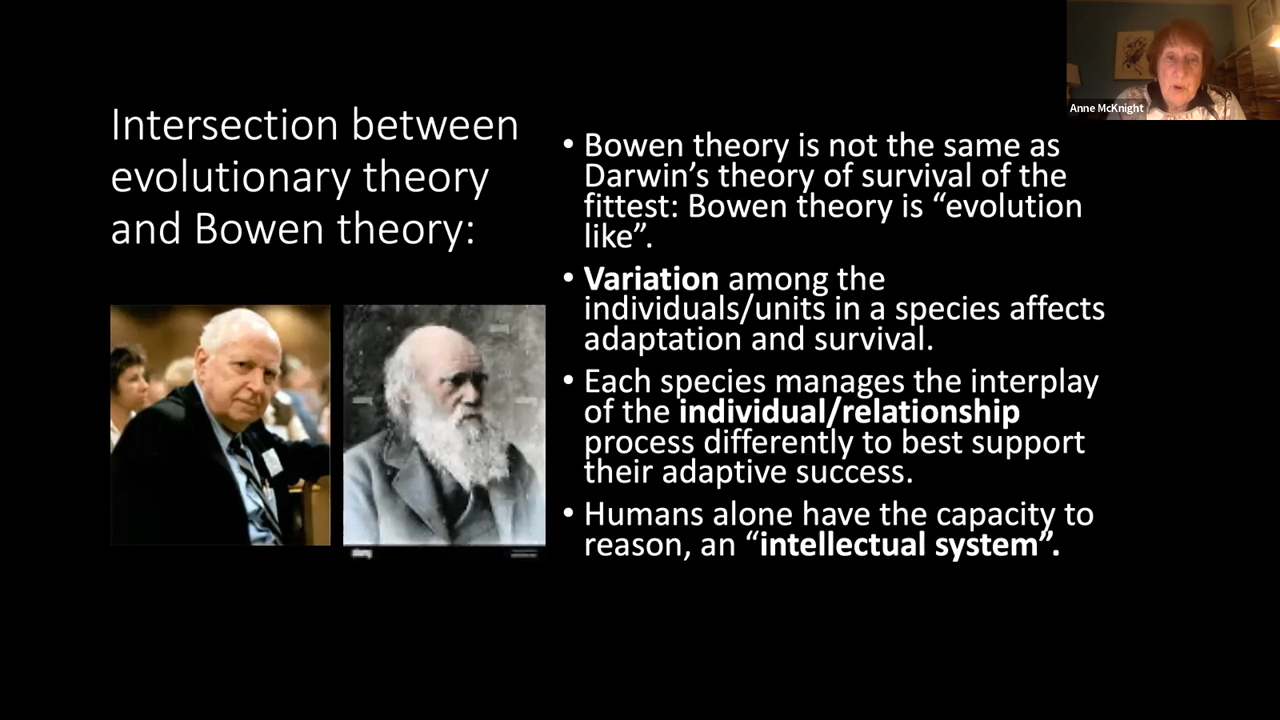 Anne McKnight
Intersection between
evolutionary theory
and Bowen theory:
• Bowen theory is not the same as
Darwin’s theory of survival of the
fittest: Bowen theory is “evolution
like”.
• Variation among the
individuals/units in a species affects
adaptation and survival.
• Each species manages the interplay
of the individual/relationship
process differently to best support
their adaptive success.
• Humans alone have the capacity to
reason, an “intellectual system”.